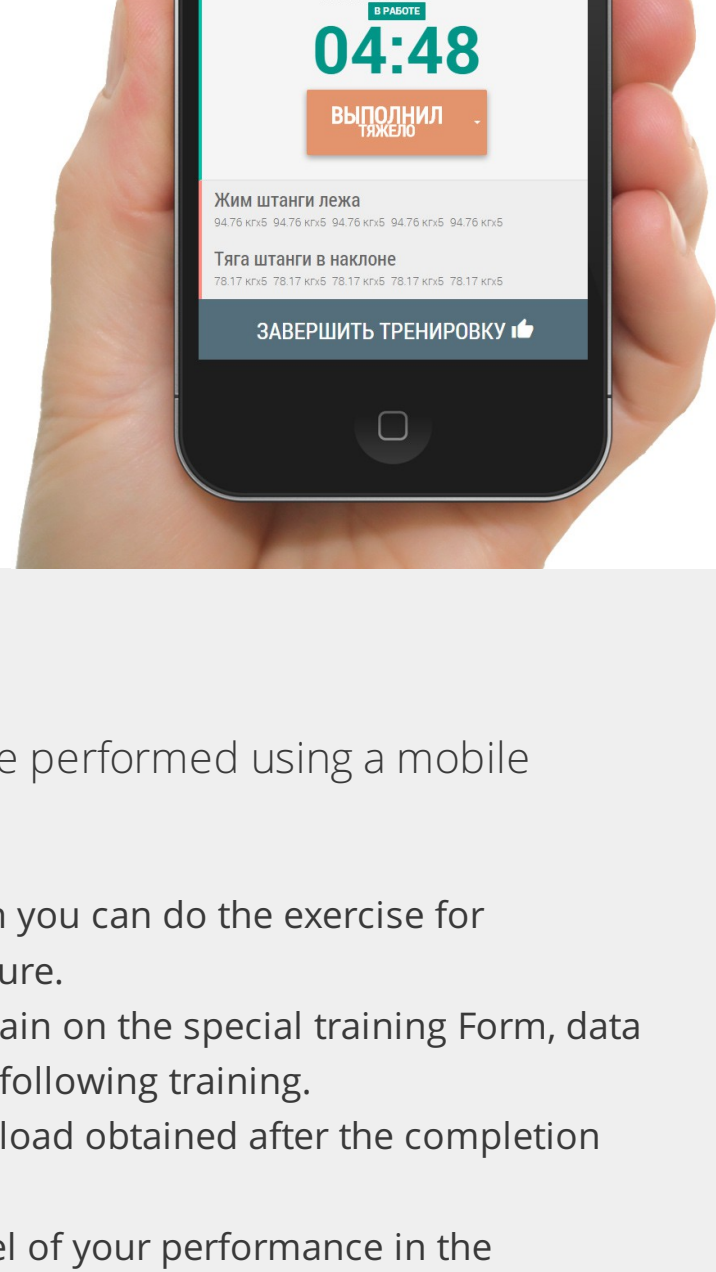 В РАБОТЕ
04:48
ВЫПОЛНИЛ
ТЯЖЕЛО
Жим штанги лежа
94.76 кгх5 94.76 кгх5 94.76 кгх5 94.76 кгх5 94.76 кгх5
Тяга штанги в наклоне
78.17 кгх5 78.17 кгх5 78.17 кгх5 78.17 кгх5 78.17 кгх5
ЗАВЕРШИТЬ ТРЕНИРОВКУ
performed using a mobile
you can do the exercise for
on the special training Form, data
following training.
load obtained after the completion
of your performance in the